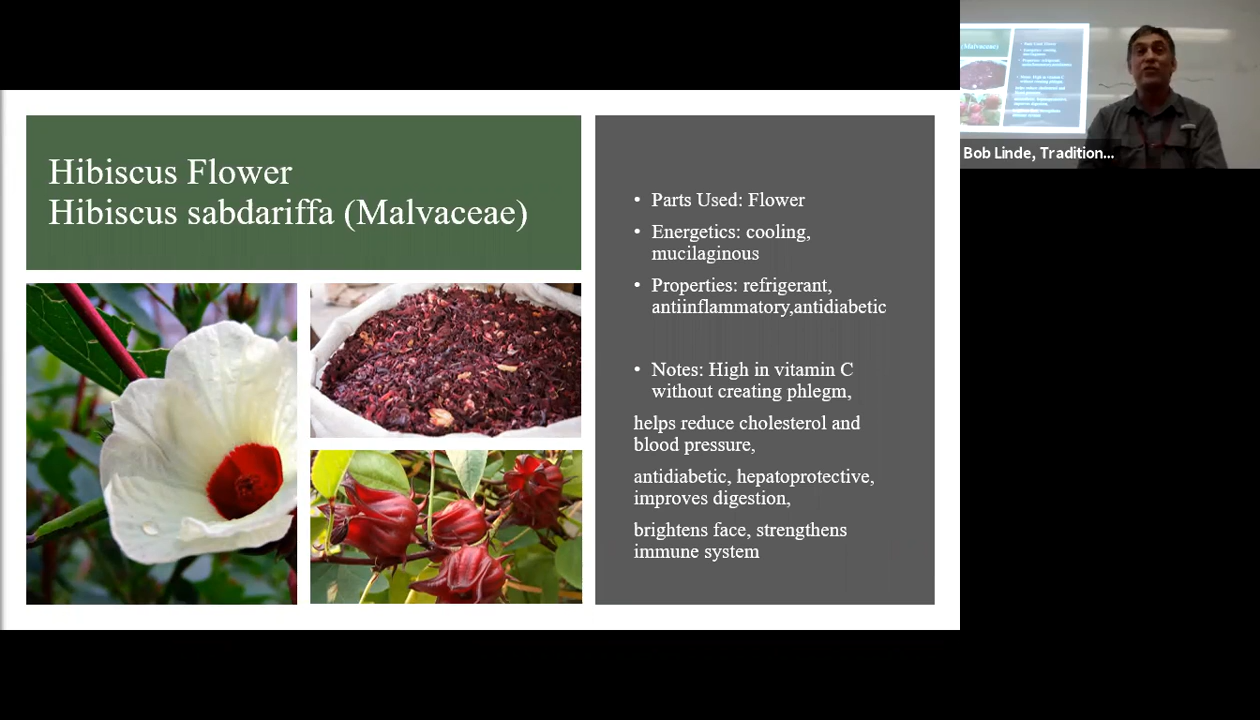 Hibiscus Flower
Hibiscus sabdariffa (Malvaceae)
• Parts Used: Flower
• Energetics: cooling,
mucilaginous
• Properties: refrigerant,
antiinflammatory,antidiabetic
• Notes: High in vitamin C
without creating phlegm,
helps reduce cholesterol and
blood pressure,
antidiabetic, hepatoprotective,
improves digestion,
brightens face, strengthens
immune system
Bob Linde, Tradition...